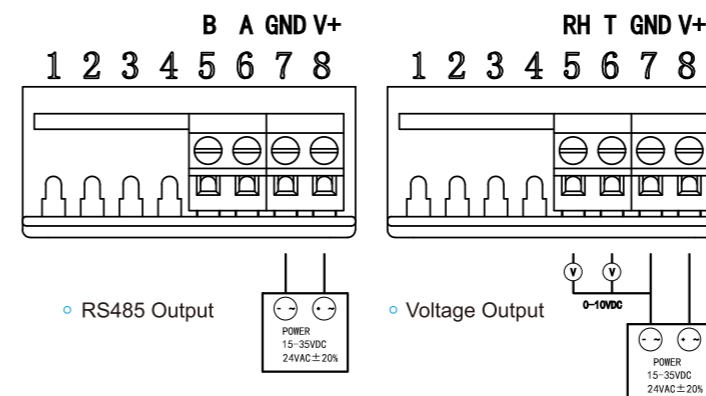 B A GND V+
1 2 3 4 5 6 7 8
RS485 Output
- ~ + ~
POWER
15-35VDC
24VAC±20%
RH T GND V+
1 2 3 4 5 6 7 8
V V
0-10VDC
Voltage Output
- ~ + ~
POWER
15-35VDC
24VAC±20%